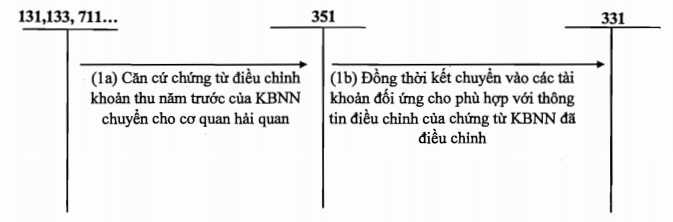 131,133, 711...
351
331
(1a) Căn cứ chứng từ điều chỉnh
khoản thu năm trước của KBNN
chuyển cho cơ quan hải quan
(1b) Đồng thời kết chuyển vào các tài
khoản đối ứng cho phù hợp với thông
tin điều chỉnh của chứng từ KBNN đã
điều chỉnh